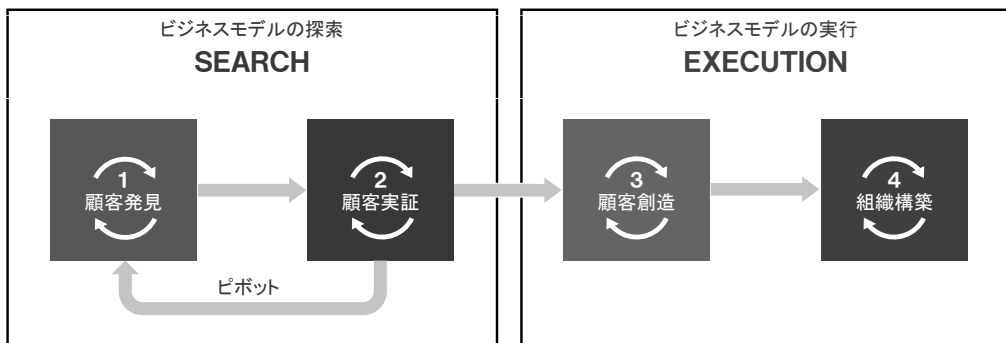 ビジネスモデルの探索
SEARCH
1
顧客発見
2
顧客実証
ピボット
ビジネスモデルの実行
EXECUTION
3
顧客創造
4
組織構築